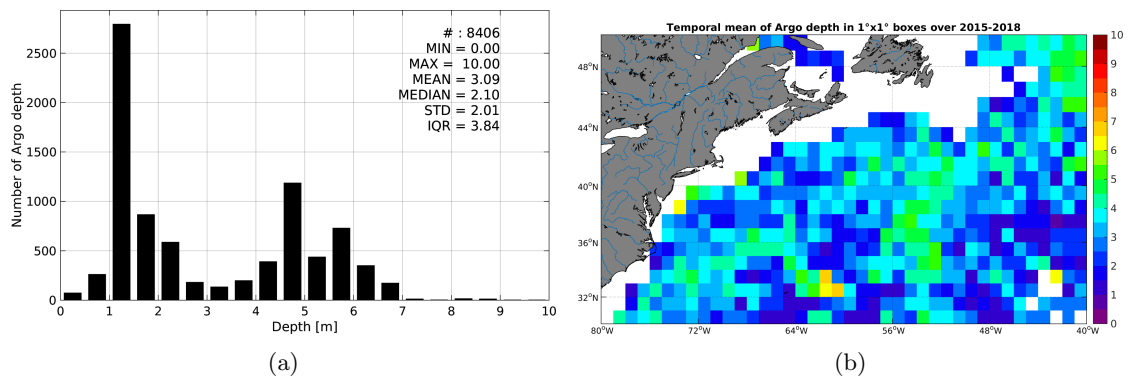 # : 8406
MIN = 0.00
MAX = 10.00
MEAN = 3.09
MEDIAN = 2.10
STD = 2.01
IQR = 3.84
Number of Argo depth
2500
2000
1500
1000
500
0
0 1 2 3 4 5 6 7 8 9 10
Depth [m]
(a)
Temporal mean of Argo depth in 1°x1° boxes over 2015-2018
48°N
44°N
40°N
36°N
32°N
80°W 72°W 64°W 56°W 48°W 40°W
10
9
8
7
6
5
4
3
2
1
0
(b)